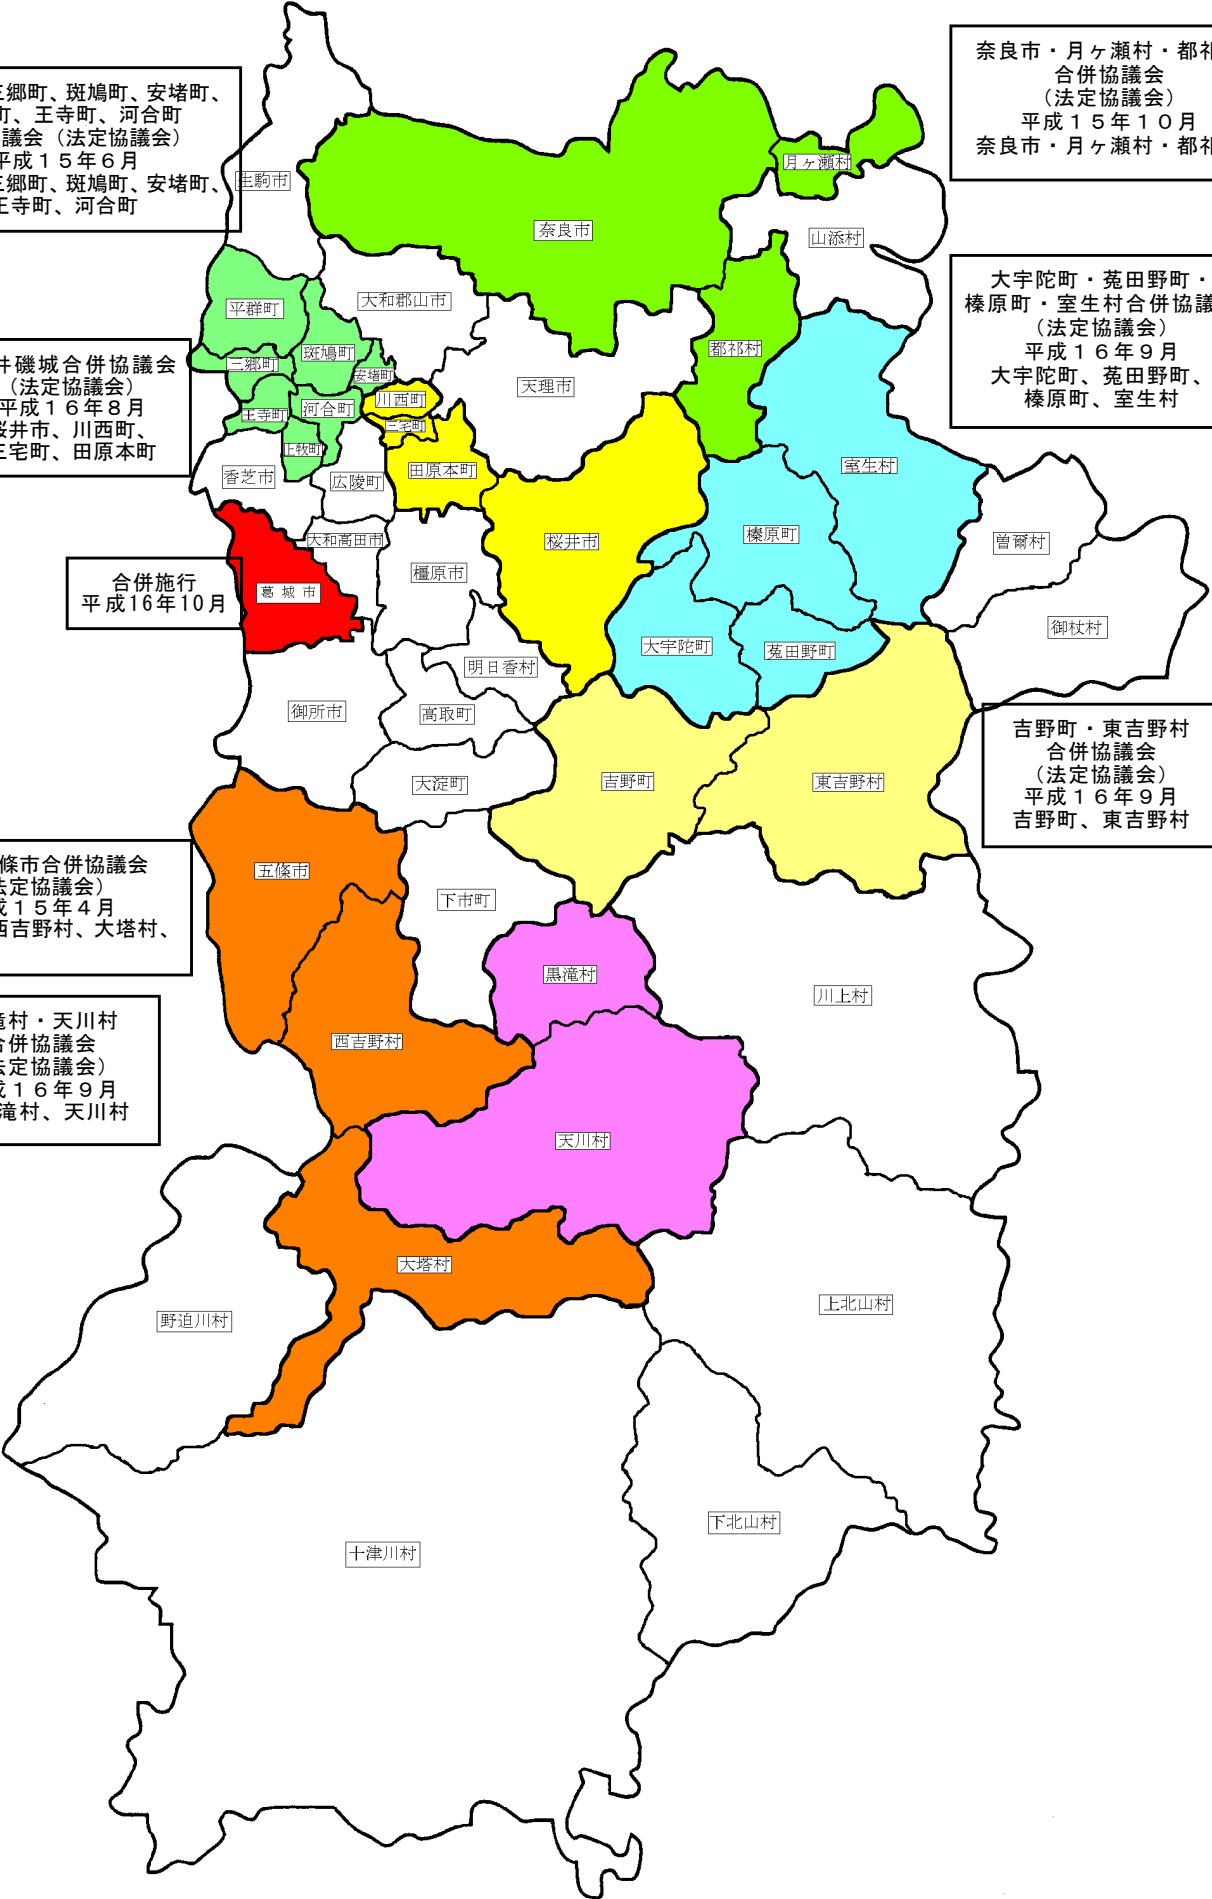 奈良市・月ヶ瀬村・都祁
合併協議会
（法定協議会）
平成１５年１０月
奈良市・月ヶ瀬村・都祁
三郷町、斑鳩町、安堵町、
町、王寺町、河合町
議会（法定協議会）
平成１５年６月
三郷町、斑鳩町、安堵町、
王寺町、河合町
生駒市
月ヶ瀬村
奈良市
山添村
大宇陀町・菟田野町・
榛原町・室生村合併協議
（法定協議会）
平成１６年９月
大宇陀町、菟田野町、
榛原町、室生村
平群町
大和郡山市
斑鳩町
都祁村
三郷町
安堵町
天理市
井磯城合併協議会
（法定協議会）
平成１６年８月
桜井市、川西町、
三宅町、田原本町
川西町
王寺町
河合町
三宅町
上牧町
香芝市
広陵町
田原本町
室生村
榛原町
大和高田市
桜井市
曽爾村
橿原市
合併施行
平成16年10月
葛城市
御杖村
大宇陀町
菟田野町
明日香村
御所市
高取町
吉野町・東吉野村
合併協議会
（法定協議会）
平成１６年９月
吉野町、東吉野村
大淀町
吉野町
東吉野村
條市合併協議会
法定協議会）
成１５年４月
西吉野村、大塔村、
五條市
下市町
黒滝村
川上村
滝村・天川村
合併協議会
法定協議会）
成１６年９月
滝村、天川村
西吉野村
天川村
大塔村
野迫川村
上北山村
下北山村
十津川村